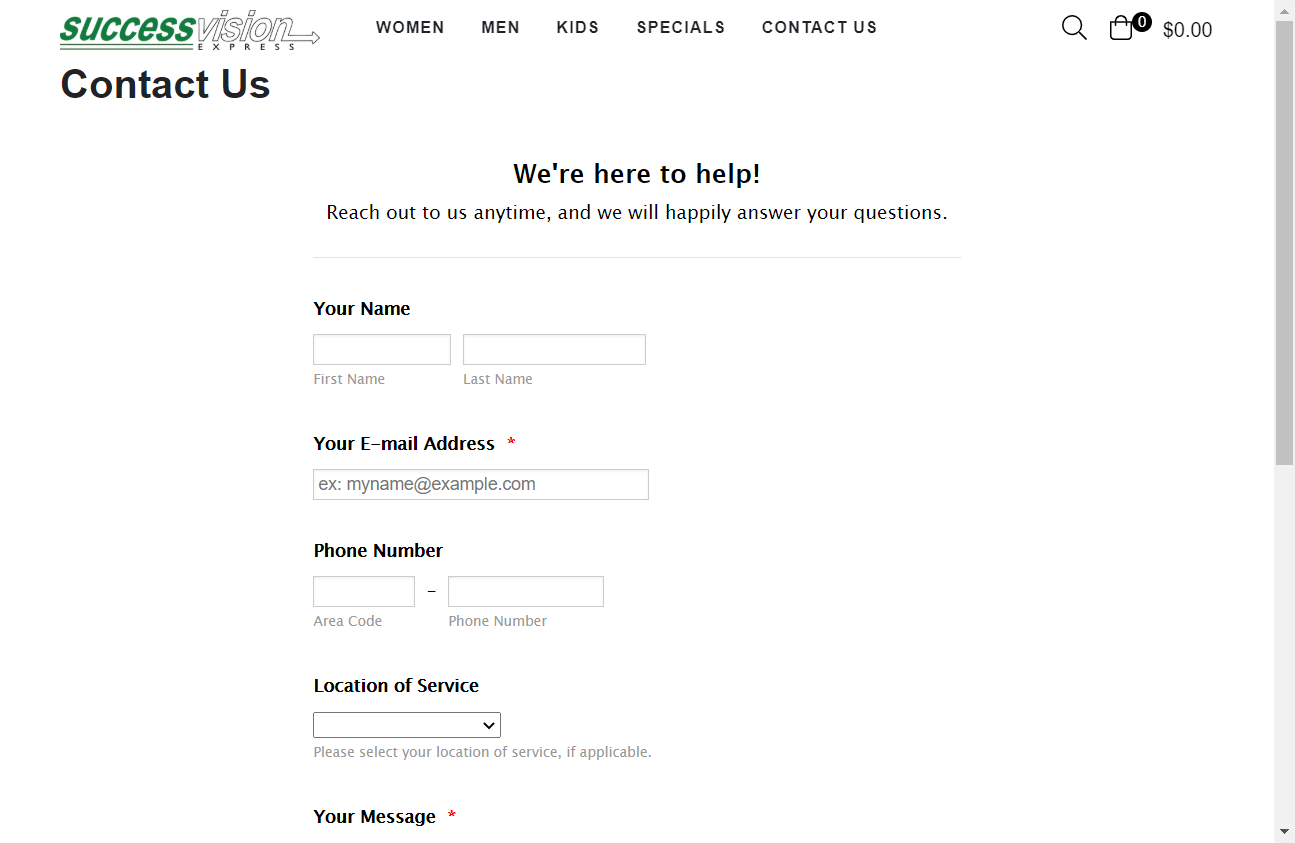 successvision
EXPRESS
WOMEN MEN KIDS SPECIALS CONTACT US
0 $0.00
Contact Us
We're here to help!
Reach out to us anytime, and we will happily answer your questions.
Your Name
First Name Last Name
Your E-mail Address *
ex: myname@example.com
Phone Number
-
Area Code Phone Number
Location of Service
Please select your location of service, if applicable.
Your Message *